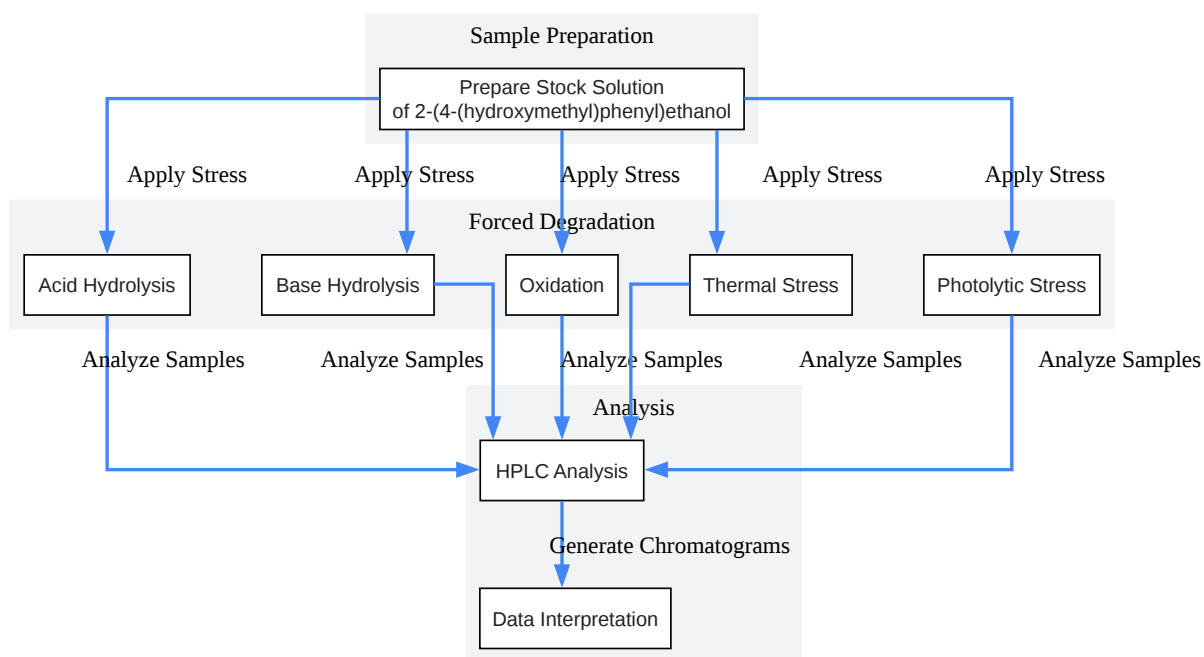 Sample Preparation
Prepare Stock Solution
of 2-(4-(hydroxymethyl)phenyl)ethanol
Apply Stress
Apply Stress
Apply Stress
Apply Stress
Apply Stress
Forced Degradation
Acid Hydrolysis
Base Hydrolysis
Oxidation
Thermal Stress
Photolytic Stress
Analyze Samples
Analyze Samples
Analyze Samples
Analyze Samples
Analyze Samples
Analysis
HPLC Analysis
Generate Chromatograms
Data Interpretation